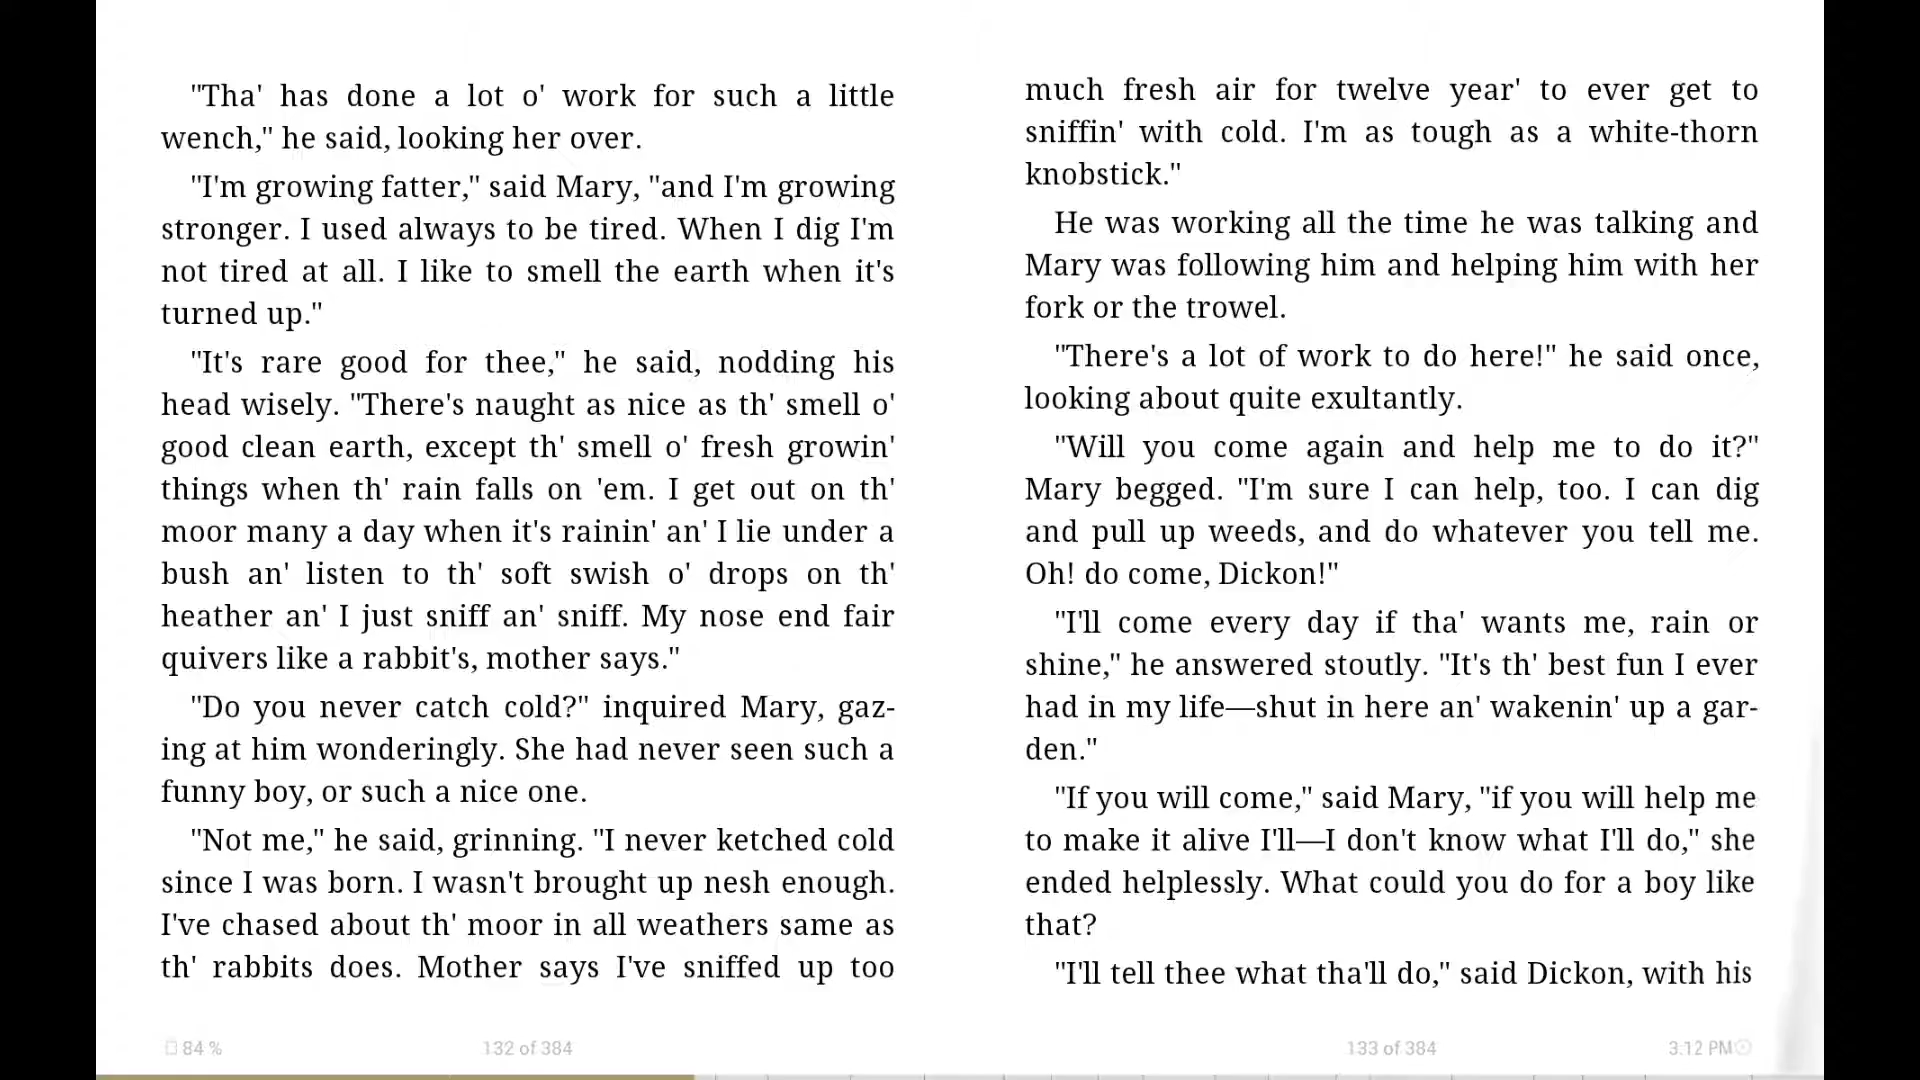 "Tha' has done a lot o' work for such a little
wench," he said, looking her over.
"I'm growing fatter," said Mary, "and I'm growing
stronger. I used always to be tired. When I dig I'm
not tired at all. I like to smell the earth when it's
turned up."
"It's rare good for thee," he said, nodding his
head wisely. "There's naught as nice as th' smell o'
good clean earth, except th' smell o' fresh growin'
things when th' rain falls on 'em. I get out on th'
moor many a day when it's rainin' an' I lie under a
bush an' listen to th' soft swish o' drops on th'
heather an' I just sniff an' sniff. My nose end fair
quivers like a rabbit's, mother says."
"Do you never catch cold?" inquired Mary, gaz-
ing at him wonderingly. She had never seen such a
funny boy, or such a nice one.
"Not me," he said, grinning. "I never ketched cold
since I was born. I wasn't brought up nesh enough.
I've chased about th' moor in all weathers same as
th' rabbits does. Mother says I've sniffed up too
84 %
132 of 384
much fresh air for twelve year' to ever get to
sniffin' with cold. I'm as tough as a white-thorn
knobstick."
He was working all the time he was talking and
Mary was following him and helping him with her
fork or the trowel.
"There's a lot of work to do here!" he said once,
looking about quite exultantly.
"Will you come again and help me to do it?"
Mary begged. "I'm sure I can help, too. I can dig
and pull up weeds, and do whatever you tell me.
Oh! do come, Dickon!"
"I'll come every day if tha' wants me, rain or
shine," he answered stoutly. "It's th' best fun I ever
had in my life—shut in here an' wakenin' up a gar-
den."
"If you will come," said Mary, "if you will help me
to make it alive I'll—I don't know what I'll do," she
ended helplessly. What could you do for a boy like
that?
"I'll tell thee what tha'll do," said Dickon, with his
133 of 384
3:12 PM